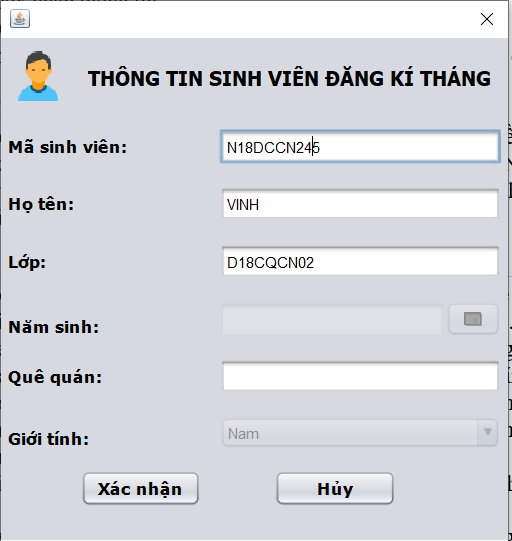 THÔNG TIN SINH VIÊN ĐĂNG KÍ THÁNG
Mã sinh viên: N18DCCN245
Họ tên: VINH
Lớp: D18CQCN02
Năm sinh:
Quê quán:
Giới tính: Nam
Xác nhận Hủy